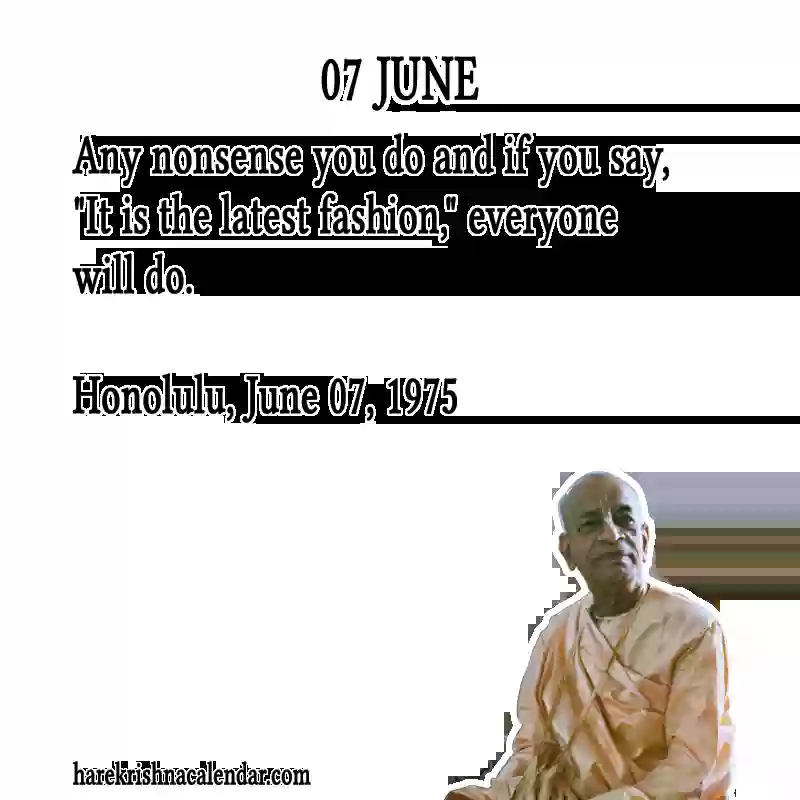 07 JUNE
Any nonsense you do and if you say,
"It is the latest fashion," everyone
will do.
Honolulu, June 07, 1975
harekrishnacalendar.com